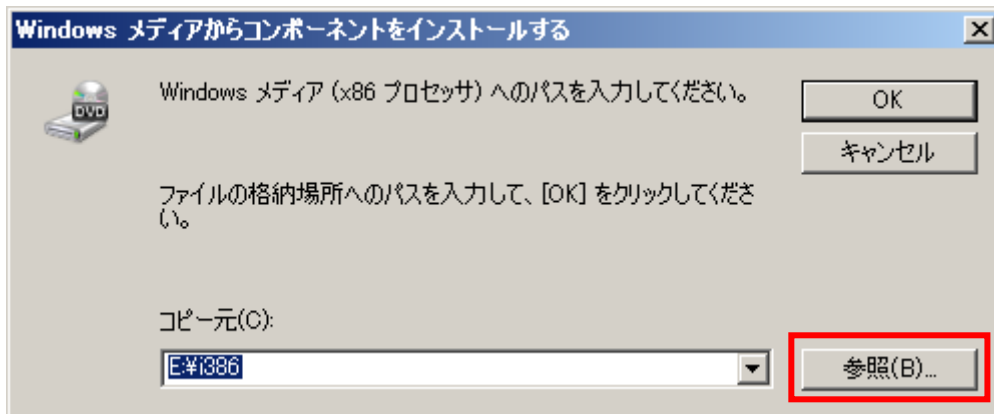 Windows メディアからコンポーネントをインストールする
DVD
Windows メディア (x86 プロセッサ) へのパスを入力してください。
OK
キャンセル
ファイルの格納場所へのパスを入力して、[OK] をクリックしてくださ
い。
コピー元(C):
E:¥i386
参照(B)...